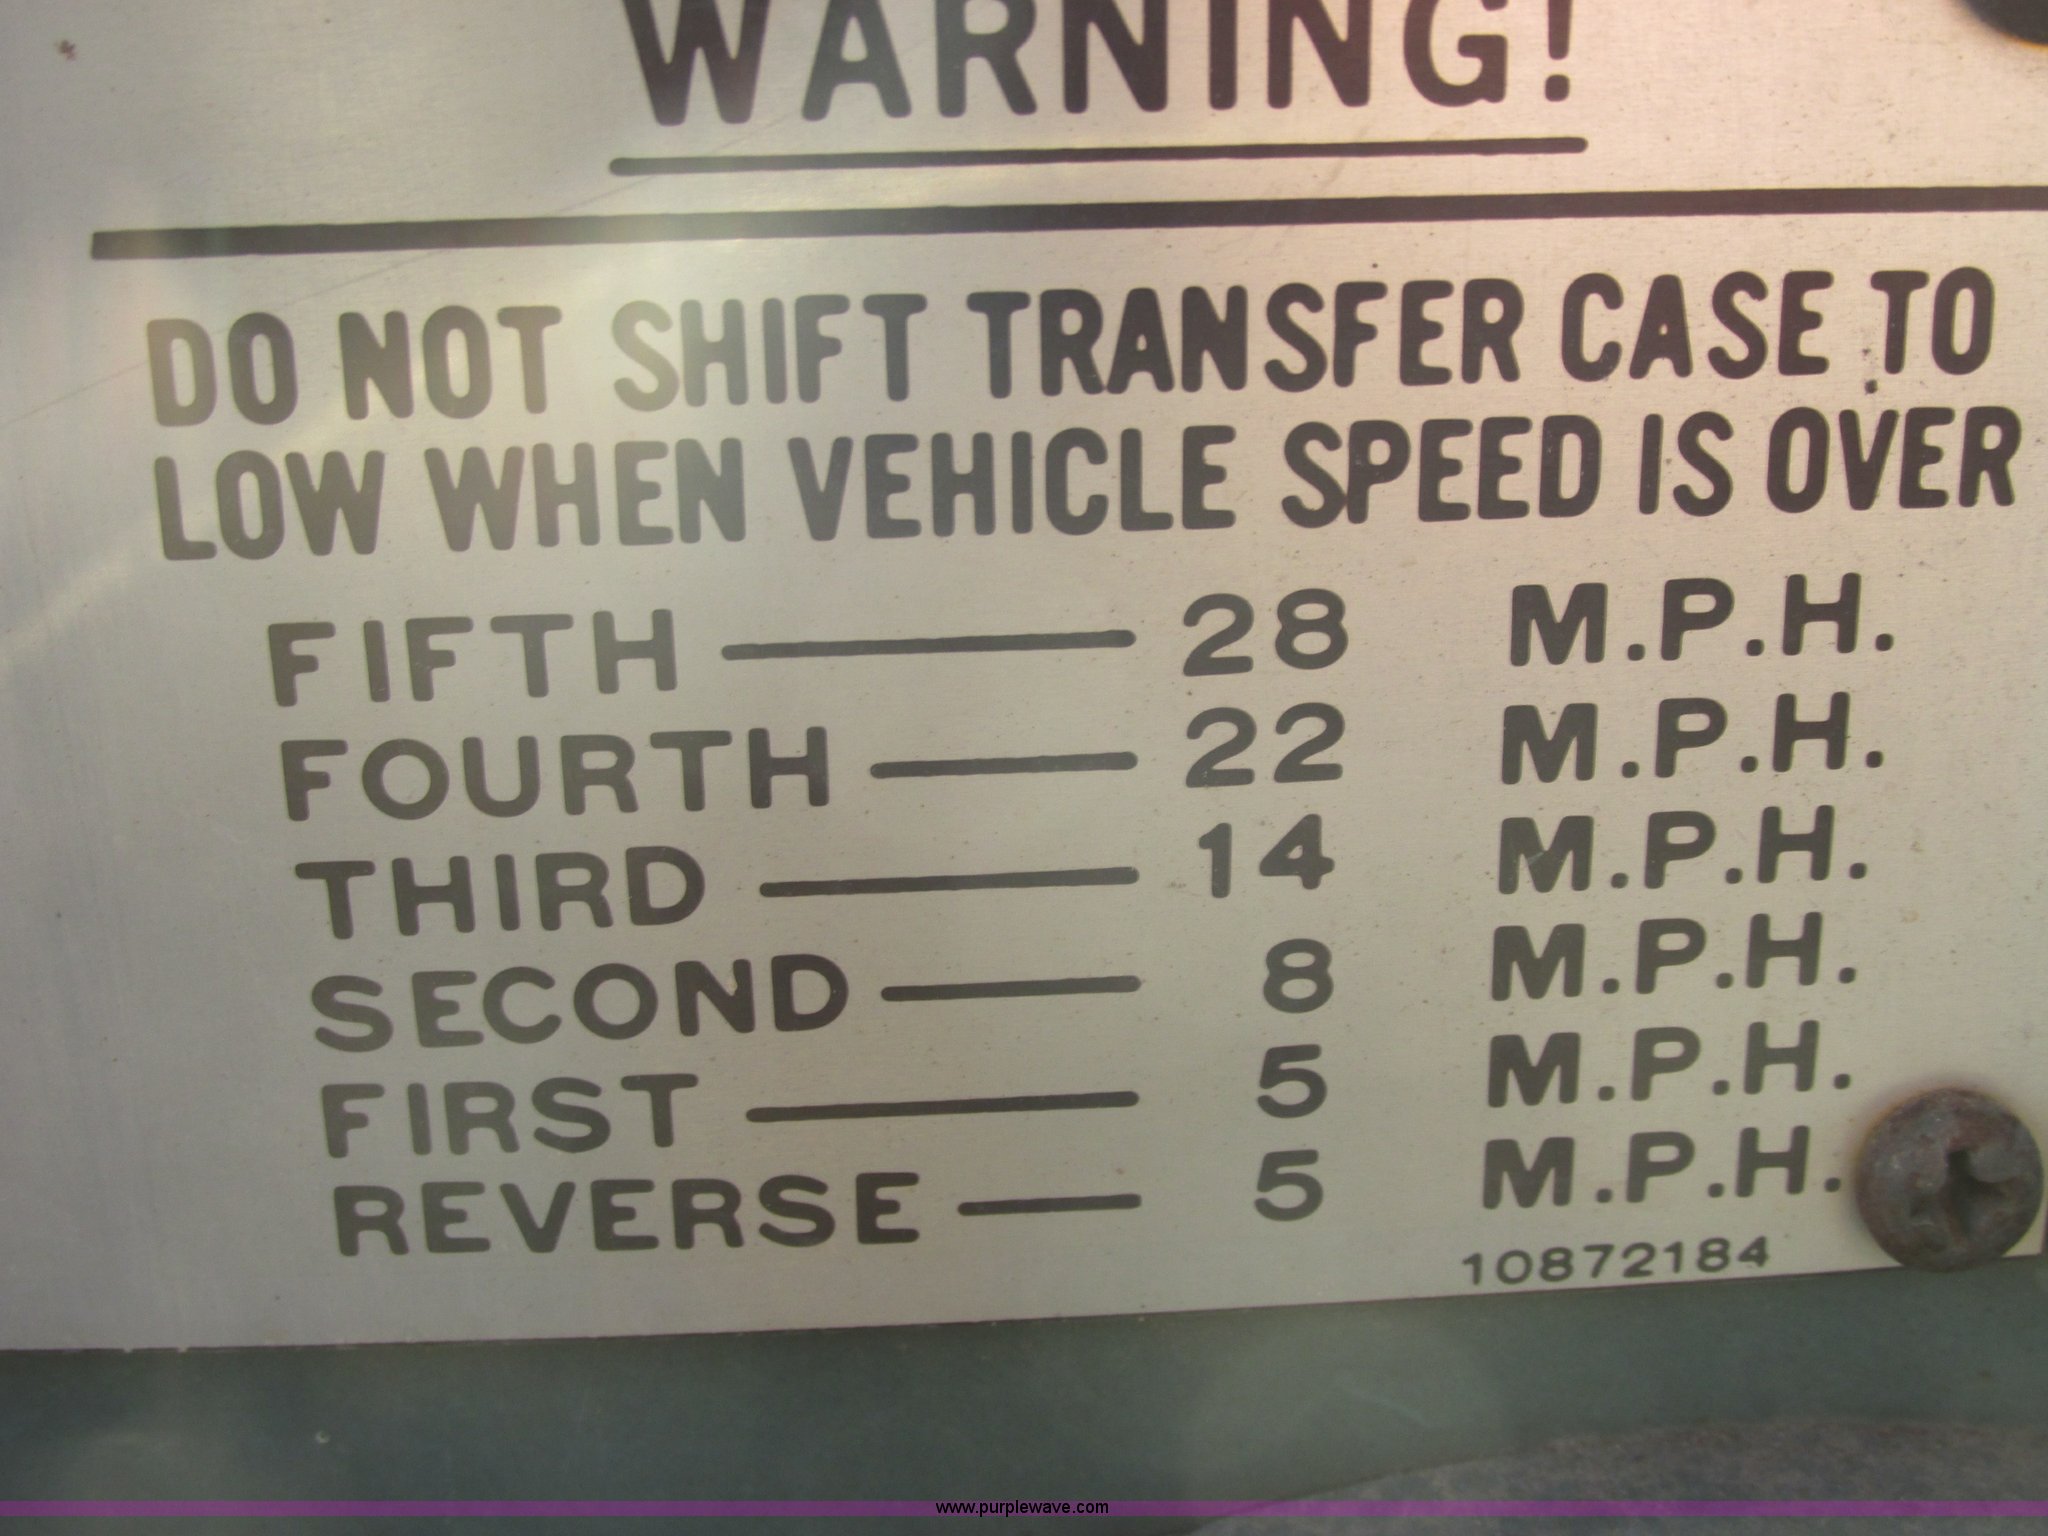 WARNING!
DO NOT SHIFT TRANSFER CASE TO
LOW WHEN VEHICLE SPEED IS OVER
FIFTH — 28 M.P.H.
FOURTH — 22 M.P.H.
THIRD — 14 M.P.H.
SECOND — 8 M.P.H.
FIRST — 5 M.P.H.
REVERSE — 5 M.P.H.
10872184
www.purplewave.com